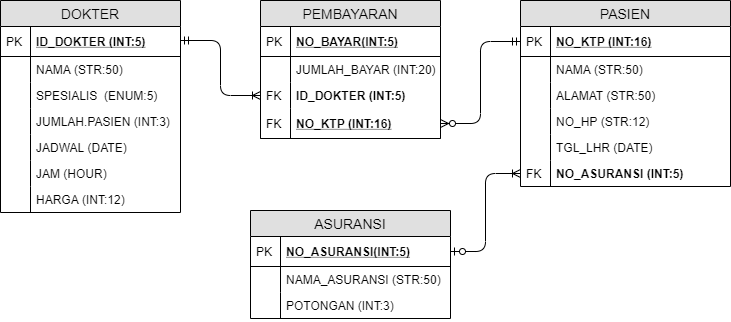 DOKTER
PK ID_DOKTER (INT:5)
NAMA (STR:50)
SPESIALIS (ENUM:5)
JUMLAH.PASIEN (INT:3)
JADWAL (DATE)
JAM (HOUR)
HARGA (INT:12)
PEMBAYARAN
PK NO_BAYAR(INT:5)
JUMLAH_BAYAR (INT:20)
FK ID_DOKTER (INT:5)
FK NO_KTP (INT:16)
PASIEN
PK NO_KTP (INT:16)
NAMA (STR:50)
ALAMAT (STR:50)
NO_HP (STR:12)
TGL_LHR (DATE)
FK NO_ASURANSI (INT:5)
ASURANSI
PK NO_ASURANSI(INT:5)
NAMA_ASURANSI (STR:50)
POTONGAN (INT:3)